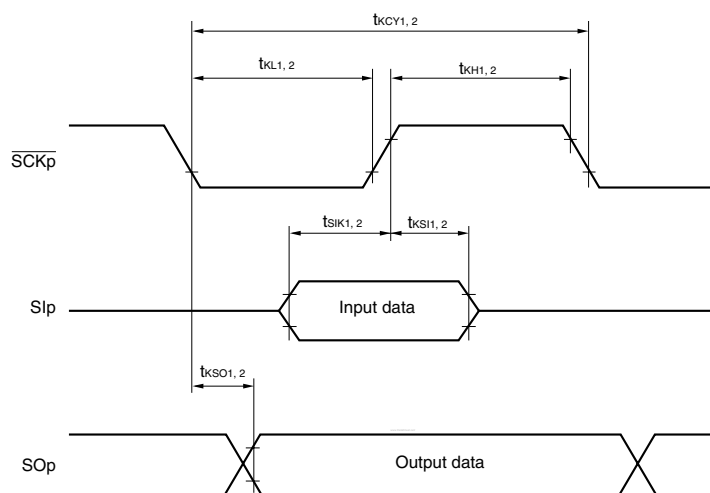 tKCY1, 2
tKL1, 2
tKH1, 2
SCKp
tSIK1, 2
tKSI1, 2
SIp
Input data
tKSO1, 2
SOp
Output data